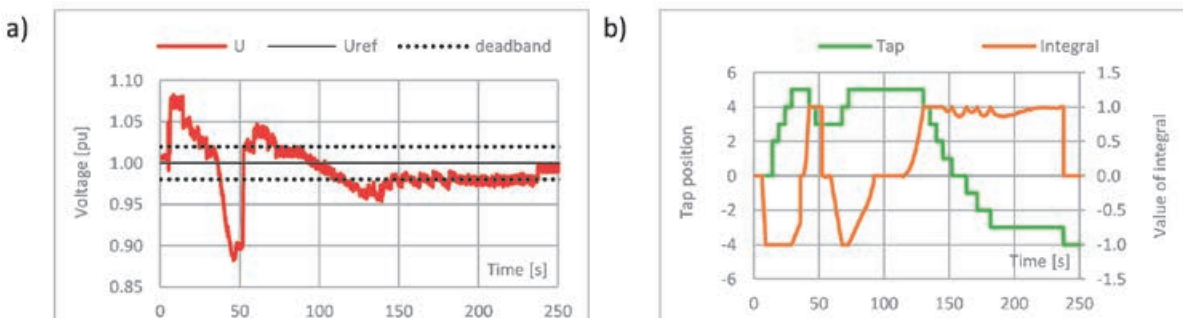 a)
U Uref deadband
Voltage [pu]
1.10
1.05
1.00
0.95
0.90
0.85
Time [s]
0 50 100 150 200 250
b)
Tap Integral
Tap position
6
4
2
0
-2
-4
-6
1.5
1.0
0.5
0.0
-0.5
-1.0
-1.5
Value of integral
Time [s]
0 50 100 150 200 250